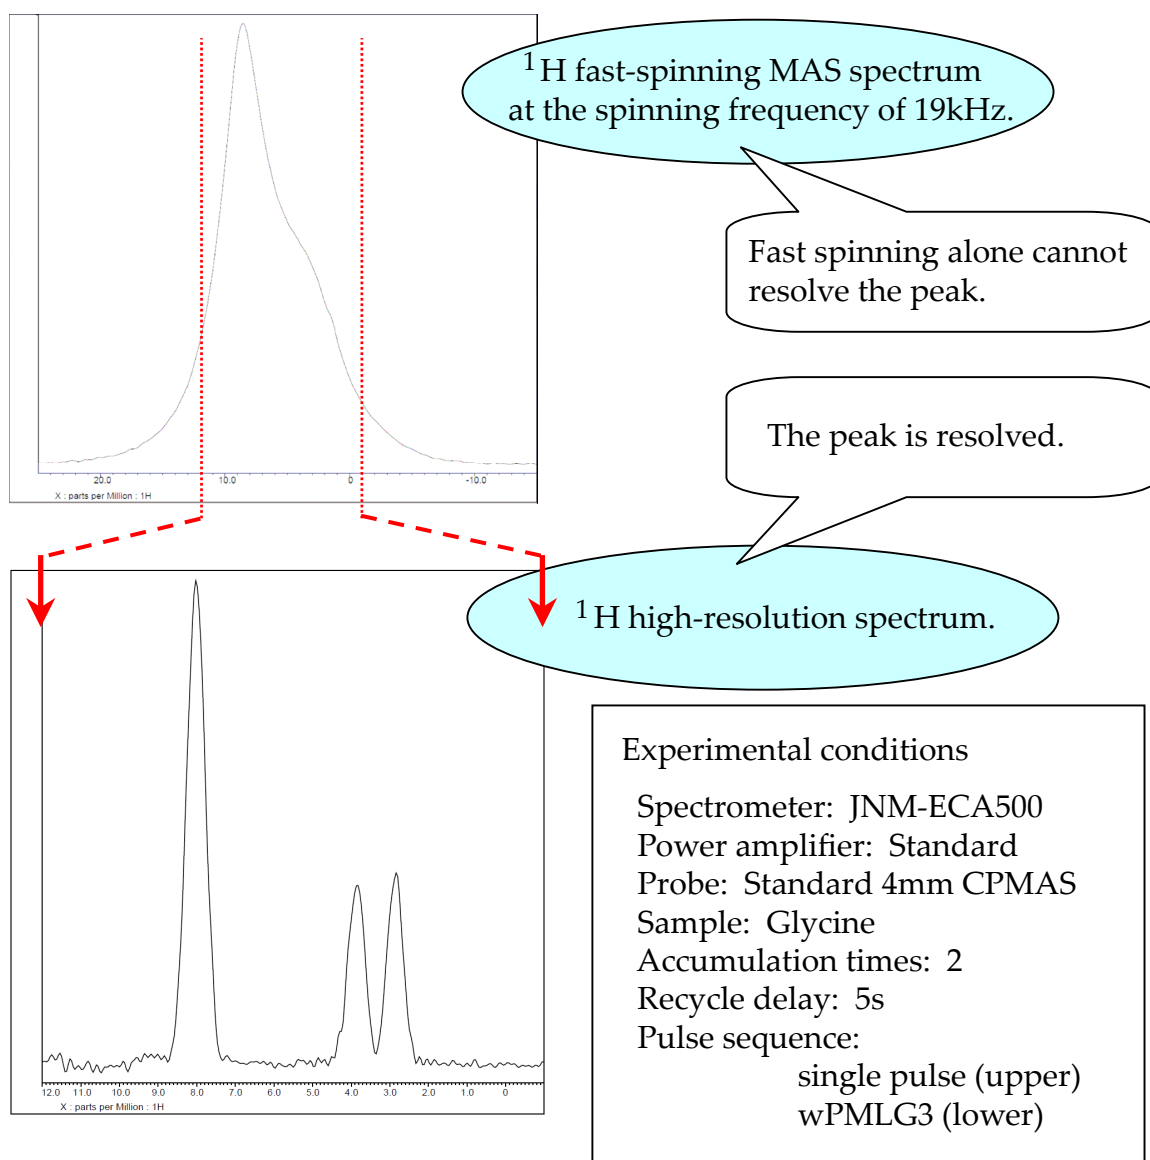 ¹H fast-spinning MAS spectrum
at the spinning frequency of 19kHz.
Fast spinning alone cannot
resolve the peak.
20.0 10.0 0 -10.0
X : parts per Million : 1H
The peak is resolved.
¹H high-resolution spectrum.
12.0 11.0 10.0 9.0 8.0 7.0 6.0 5.0 4.0 3.0 2.0 1.0 0
X : parts per Million : 1H
Experimental conditions
Spectrometer: JNM-ECA500
Power amplifier: Standard
Probe: Standard 4mm CPMAS
Sample: Glycine
Accumulation times: 2
Recycle delay: 5s
Pulse sequence:
single pulse (upper)
wPMLG3 (lower)